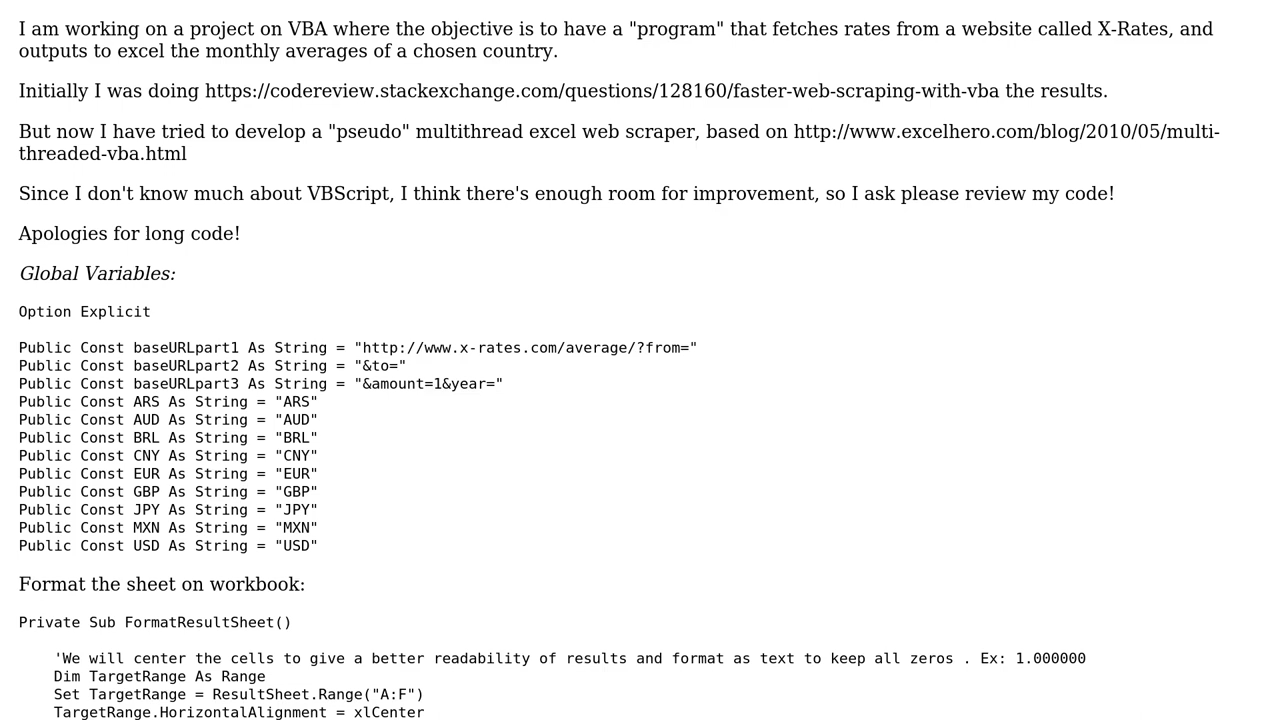 I am working on a project on VBA where the objective is to have a "program" that fetches rates from a website called X-Rates, and
outputs to excel the monthly averages of a chosen country.
Initially I was doing https://codereview.stackexchange.com/questions/128160/faster-web-scraping-with-vba the results.
But now I have tried to develop a "pseudo" multithread excel web scraper, based on http://www.excelhero.com/blog/2010/05/multi-
threaded-vba.html
Since I don't know much about VBScript, I think there's enough room for improvement, so I ask please review my code!
Apologies for long code!
Global Variables:
Option Explicit
Public Const baseURLpart1 As String = "http://www.x-rates.com/average/?from="
Public Const baseURLpart2 As String = "&to="
Public Const baseURLpart3 As String = "&amount=1&year="
Public Const ARS As String = "ARS"
Public Const AUD As String = "AUD"
Public Const BRL As String = "BRL"
Public Const CNY As String = "CNY"
Public Const EUR As String = "EUR"
Public Const GBP As String = "GBP"
Public Const JPY As String = "JPY"
Public Const MXN As String = "MXN"
Public Const USD As String = "USD"
Format the sheet on workbook:
Private Sub FormatResultSheet()
    'We will center the cells to give a better readability of results and format as text to keep all zeros . Ex: 1.000000
    Dim TargetRange As Range
    Set TargetRange = ResultSheet.Range("A:F")
    TargetRange.HorizontalAlignment = xlCenter